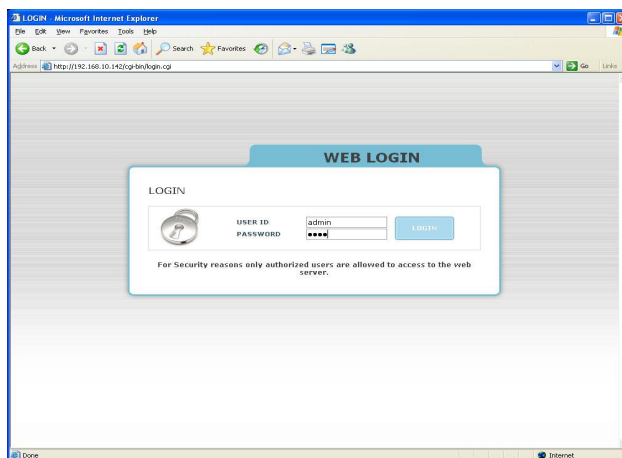 LOGIN - Microsoft Internet Explorer
File Edit View Favorites Tools Help
Back Search Favorites
Address http://192.168.10.142/cgi-bin/login.cgi Go Links
WEB LOGIN
LOGIN
USER ID admin
PASSWORD ●●●●
LOGIN
For Security reasons only authorized users are allowed to access to the web
server.
Done Internet